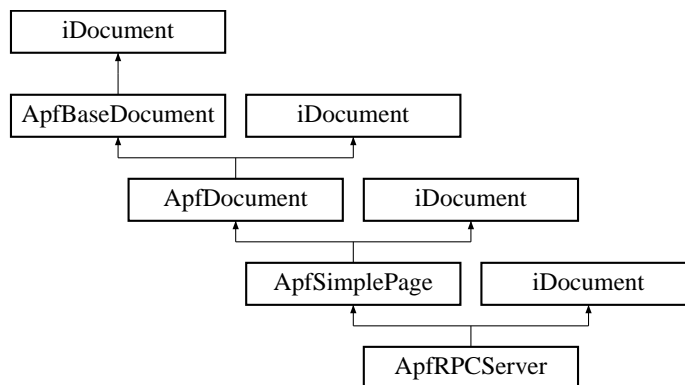 iDocument
ApfBaseDocument
iDocument
ApfDocument
iDocument
ApfSimplePage
iDocument
ApfRPCServer